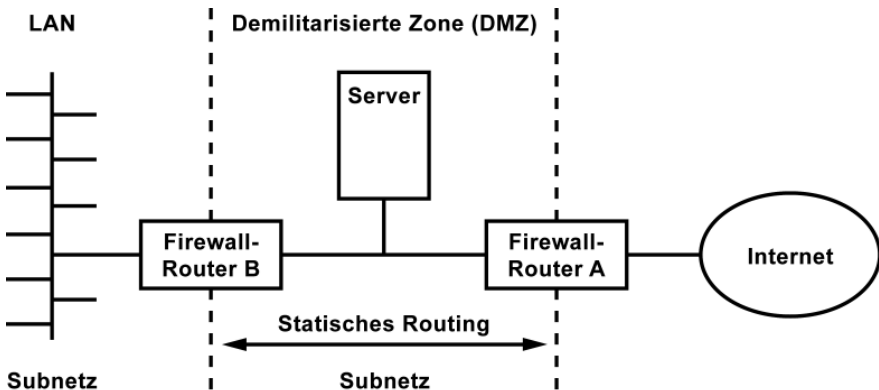 LAN
Demilitarisierte Zone (DMZ)
Server
Firewall-
Router B
Firewall-
Router A
Internet
Statisches Routing
Subnetz
Subnetz